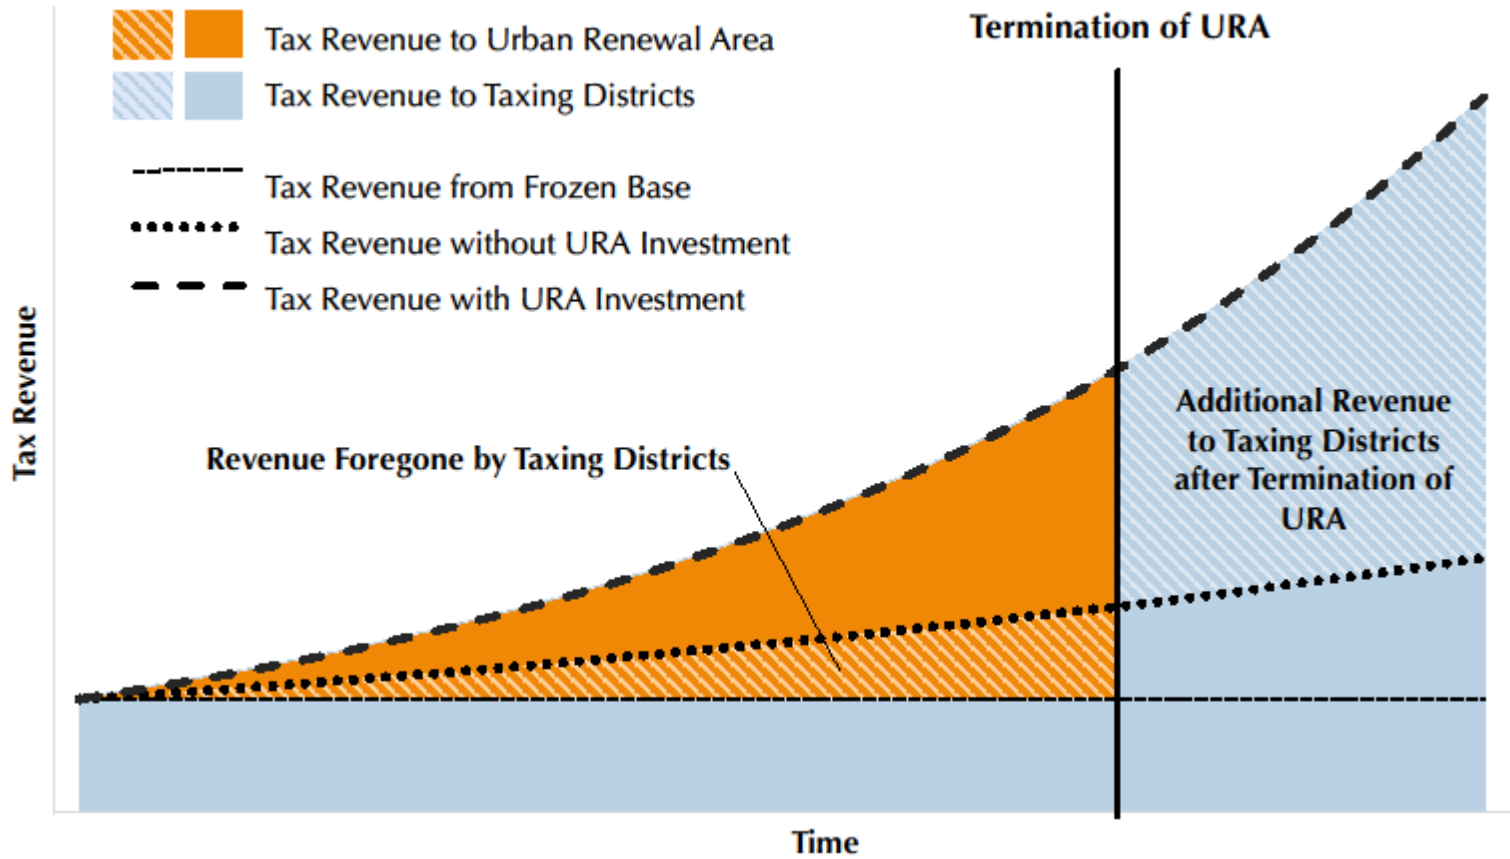 Termination of URA
Tax Revenue to Urban Renewal Area
Tax Revenue to Taxing Districts
Tax Revenue from Frozen Base
Tax Revenue without URA Investment
Tax Revenue with URA Investment
Tax Revenue
Revenue Foregone by Taxing Districts
Additional Revenue
to Taxing Districts
after Termination of
URA
Time